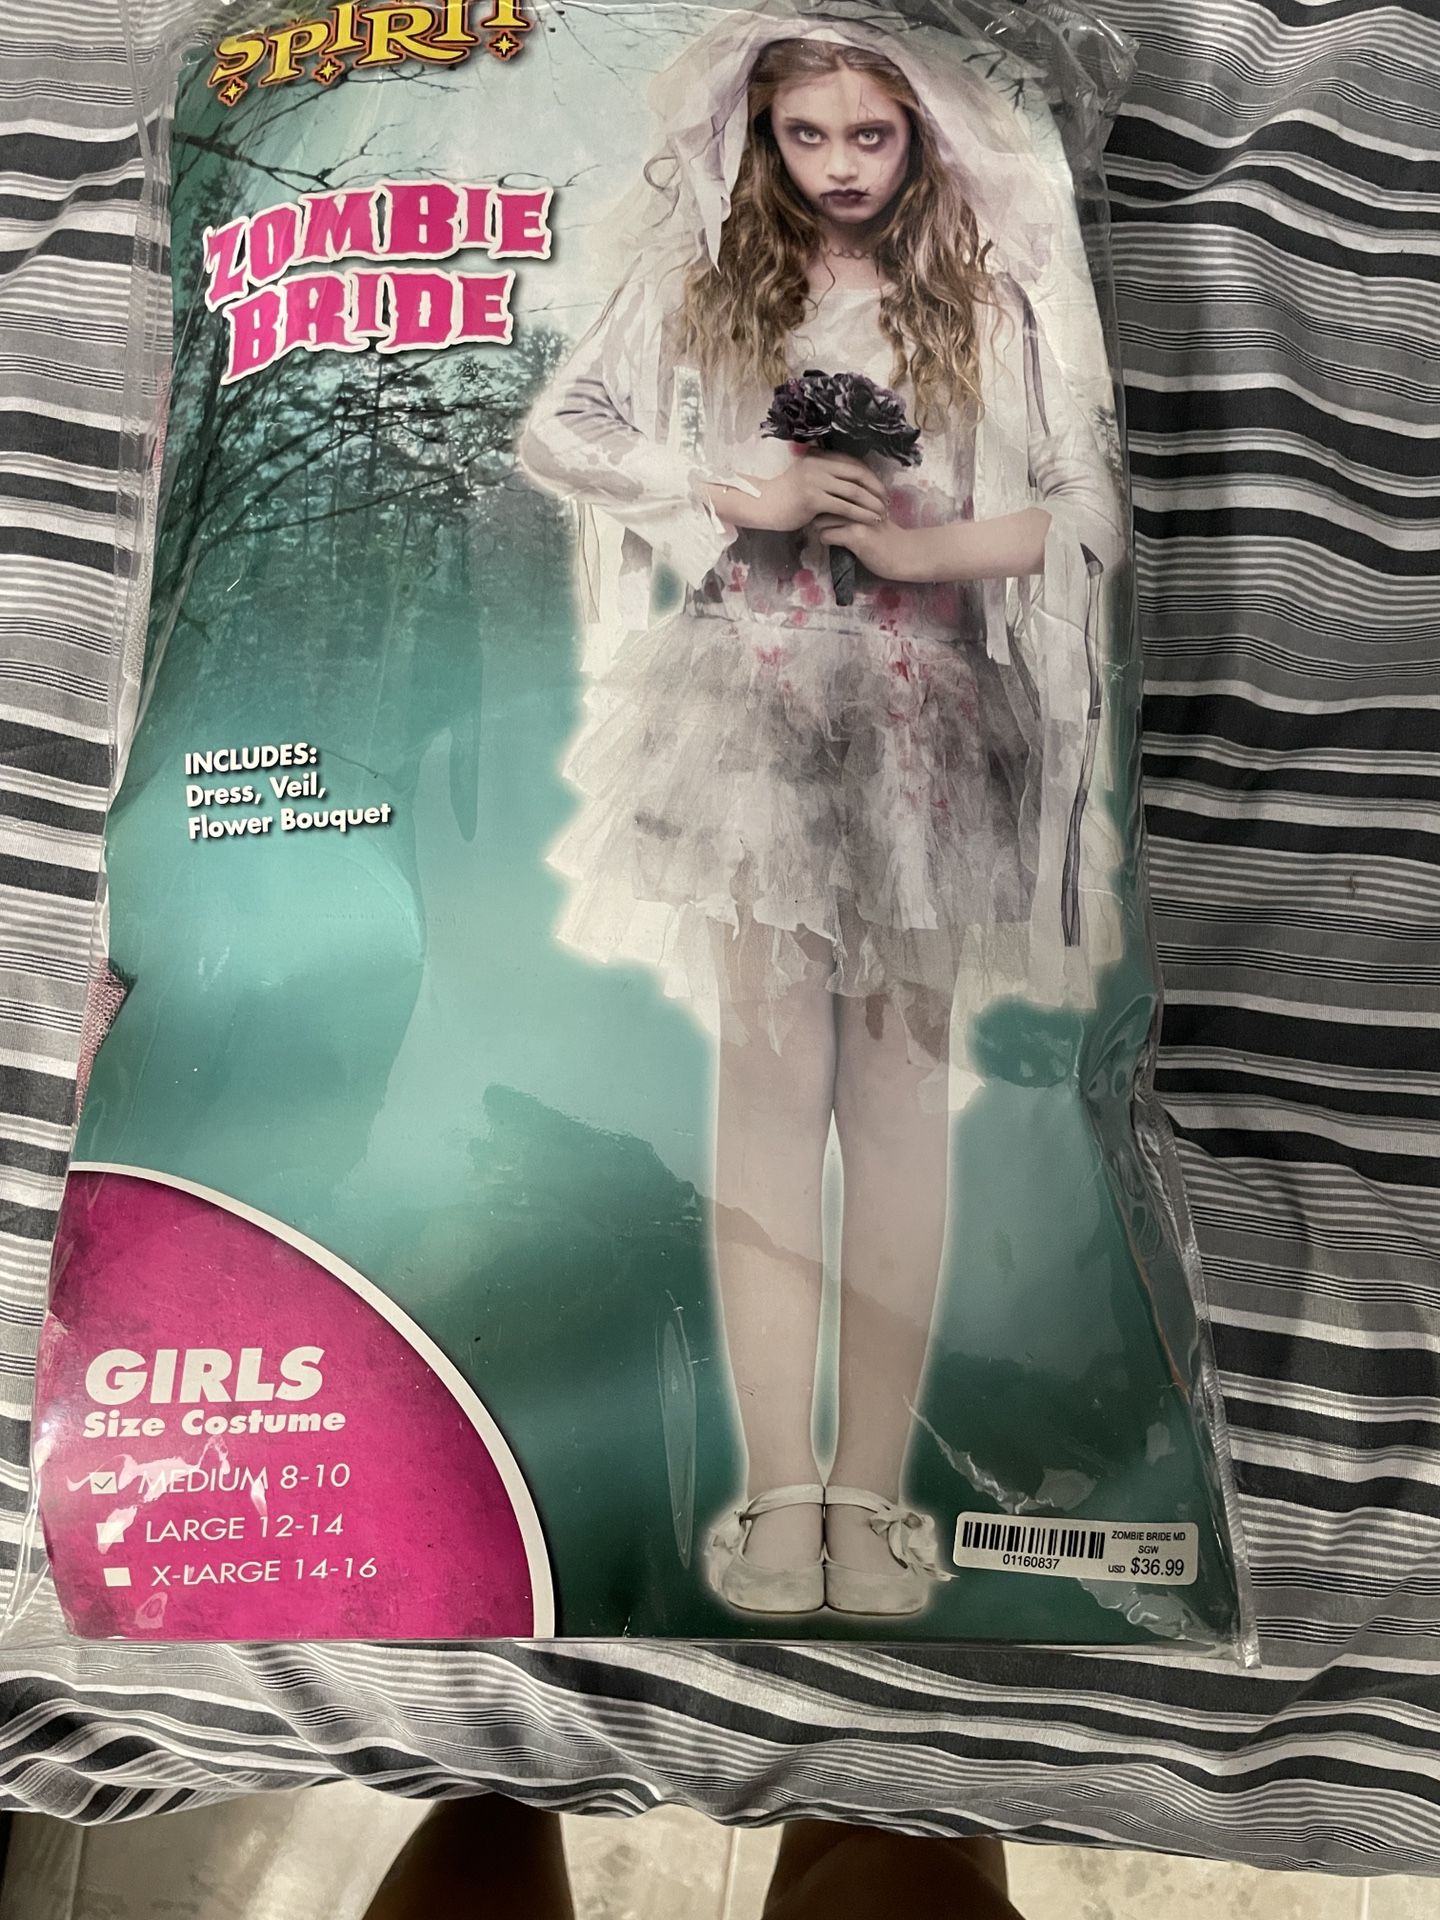 SPIRIT
ZOMBIE
BRIDE
INCLUDES:
Dress, Veil,
Flower Bouquet
GIRLS
Size Costume
MEDIUM 8-10
LARGE 12-14
X-LARGE 14-16
ZOMBIE BRIDE MD
SGW
01160837
USD $36.99